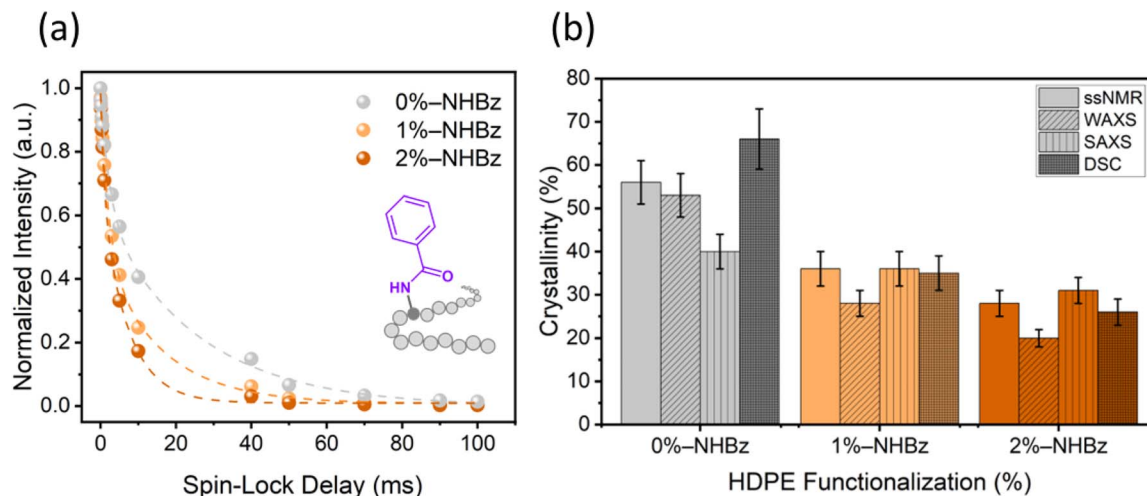 (a)
1.0
0.8
0.6
0.4
0.2
0.0
Normalized Intensity (a.u.)
0%–NHBz
1%–NHBz
2%–NHBz
O
HN
0 20 40 60 80 100
Spin-Lock Delay (ms)
(b)
80
70
60
50
40
30
20
10
0
Crystallinity (%)
ssNMR
WAXS
SAXS
DSC
0%–NHBz 1%–NHBz 2%–NHBz
HDPE Functionalization (%)